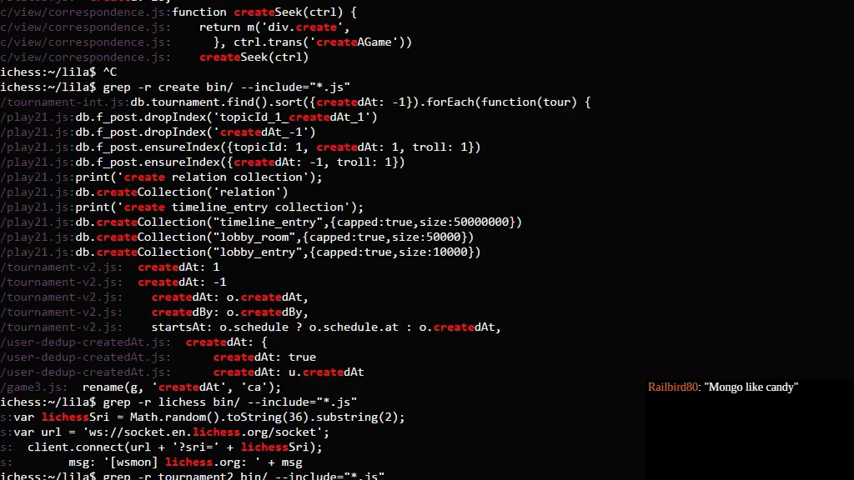 c/view/correspondence.js:function createSeek(ctrl) {
c/view/correspondence.js:    return m('div.create',
c/view/correspondence.js:      }, ctrl.trans('createAGame'))
c/view/correspondence.js:    createSeek(ctrl)
ichess:~/lila$ ^C
ichess:~/lila$ grep -r create bin/ --include="*.js"
/tournament-int.js:db.tournament.find().sort({createdAt: -1}).forEach(function(tour) {
/play21.js:db.f_post.dropIndex('topicId_1_createdAt_1')
/play21.js:db.f_post.dropIndex('createdAt_-1')
/play21.js:db.f_post.ensureIndex({topicId: 1, createdAt: 1, troll: 1})
/play21.js:db.f_post.ensureIndex({createdAt: -1, troll: 1})
/play21.js:print('create relation collection');
/play21.js:db.createCollection('relation')
/play21.js:print('create timeline_entry collection');
/play21.js:db.createCollection("timeline_entry",{capped:true,size:50000000})
/play21.js:db.createCollection("lobby_room",{capped:true,size:50000})
/play21.js:db.createCollection("lobby_entry",{capped:true,size:10000})
/tournament-v2.js:  createdAt: 1
/tournament-v2.js:  createdAt: -1
/tournament-v2.js:    createdAt: o.createdAt,
/tournament-v2.js:    createdBy: o.createdBy,
/tournament-v2.js:    startsAt: o.schedule ? o.schedule.at : o.createdAt,
/user-dedup-createdAt.js:    createdAt: {
/user-dedup-createdAt.js:        createdAt: true
/user-dedup-createdAt.js:        createdAt: u.createdAt
/game3.js:  rename(g, 'createdAt', 'ca');
Railbird80: "Mongo like candy"
ichess:~/lila$ grep -r lichess bin/ --include="*.js"
s:var lichessSri = Math.random().toString(36).substring(2);
s:var url = 'ws://socket.en.lichess.org/socket';
s:  client.connect(url + '?sri=' + lichessSri);
s:        msg: '[wsmon] lichess.org: ' + msg
ichess:~/lila$ grep -r tournament2 bin/ --include="*.js"